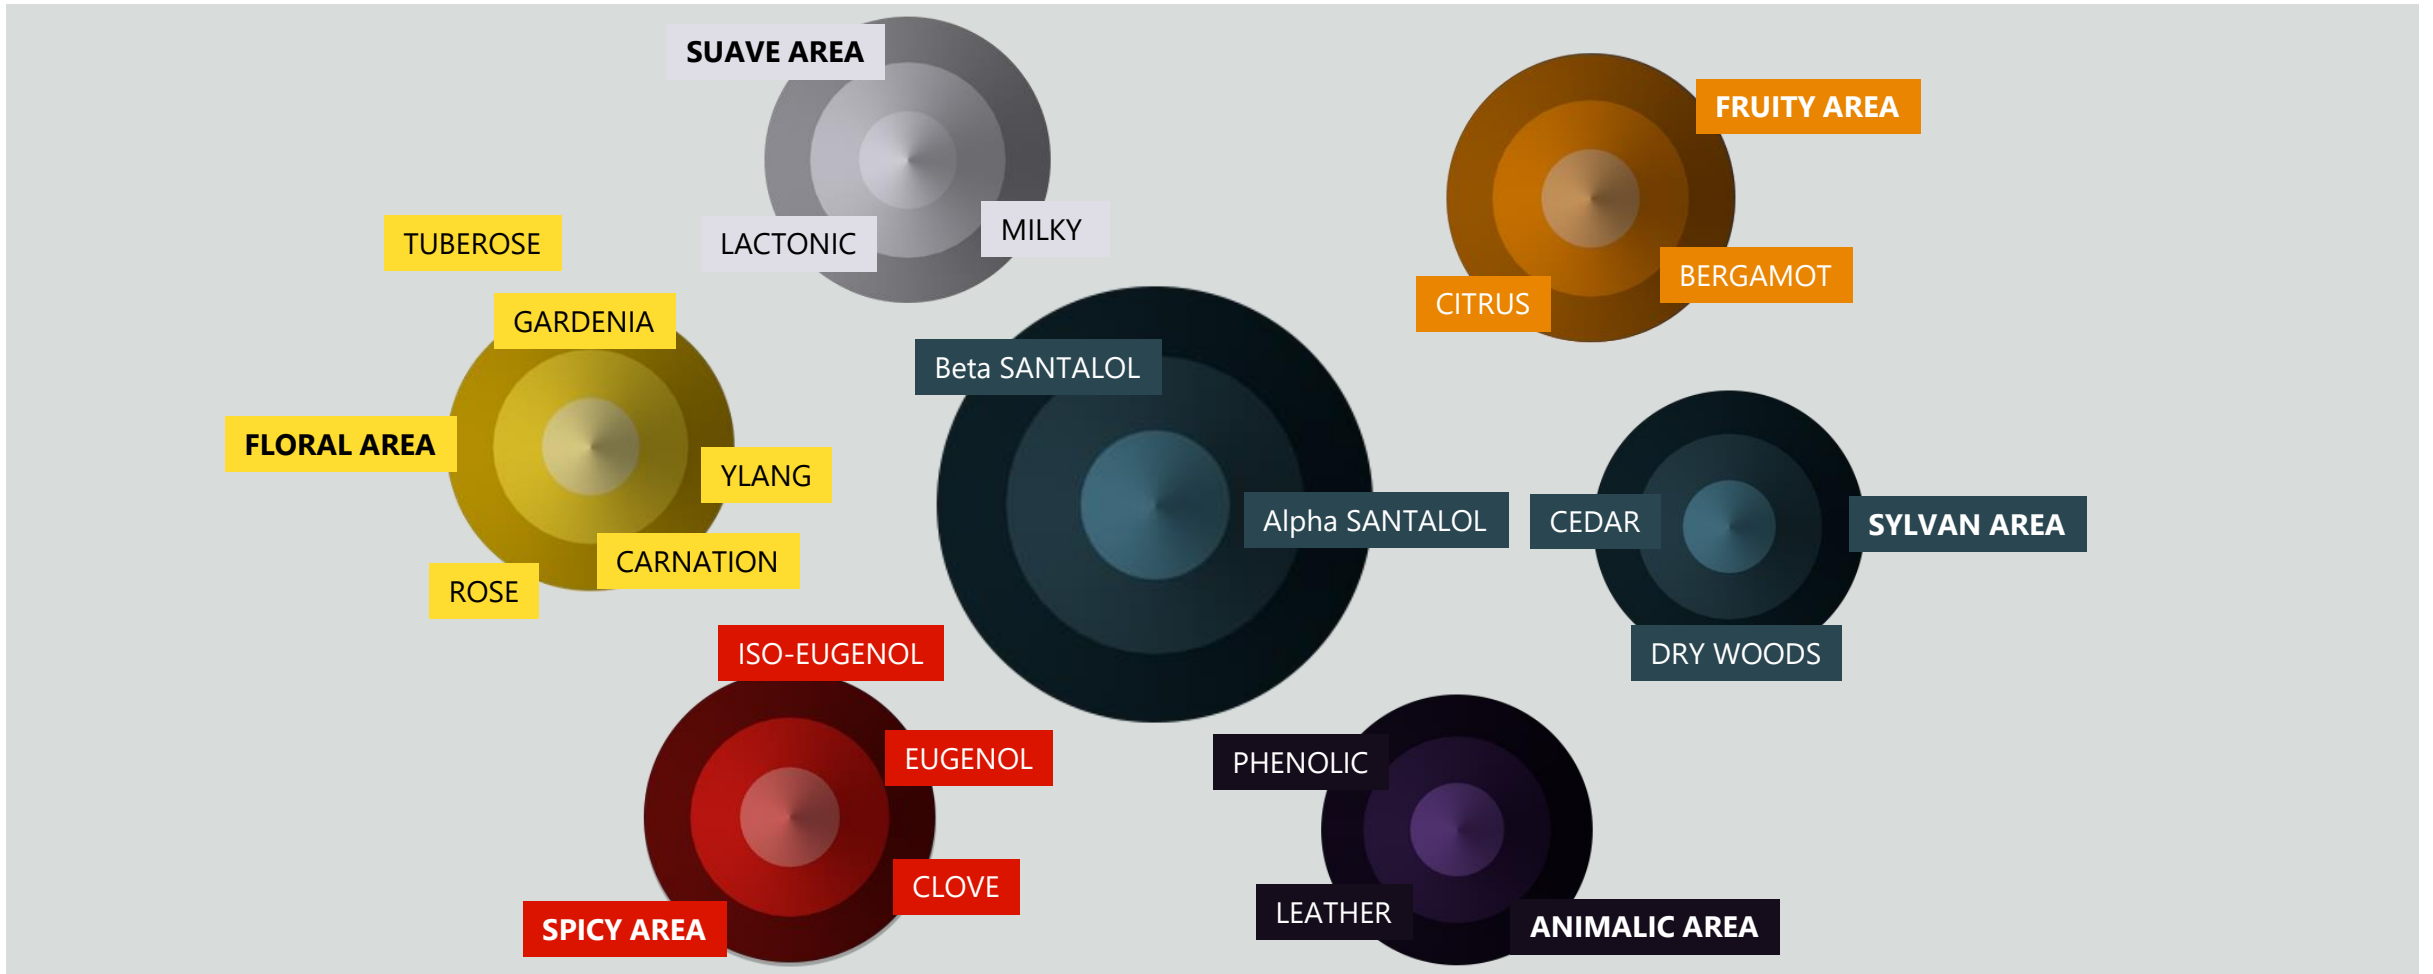 SUAVE AREA
LACTONIC
MILKY
FRUITY AREA
CITRUS
BERGAMOT
TUBEROSE
GARDENIA
FLORAL AREA
YLANG
CARNATION
ROSE
Beta SANTALOL
Alpha SANTALOL
CEDAR
SYLVAN AREA
DRY WOODS
ISO-EUGENOL
EUGENOL
CLOVE
SPICY AREA
PHENOLIC
LEATHER
ANIMALIC AREA